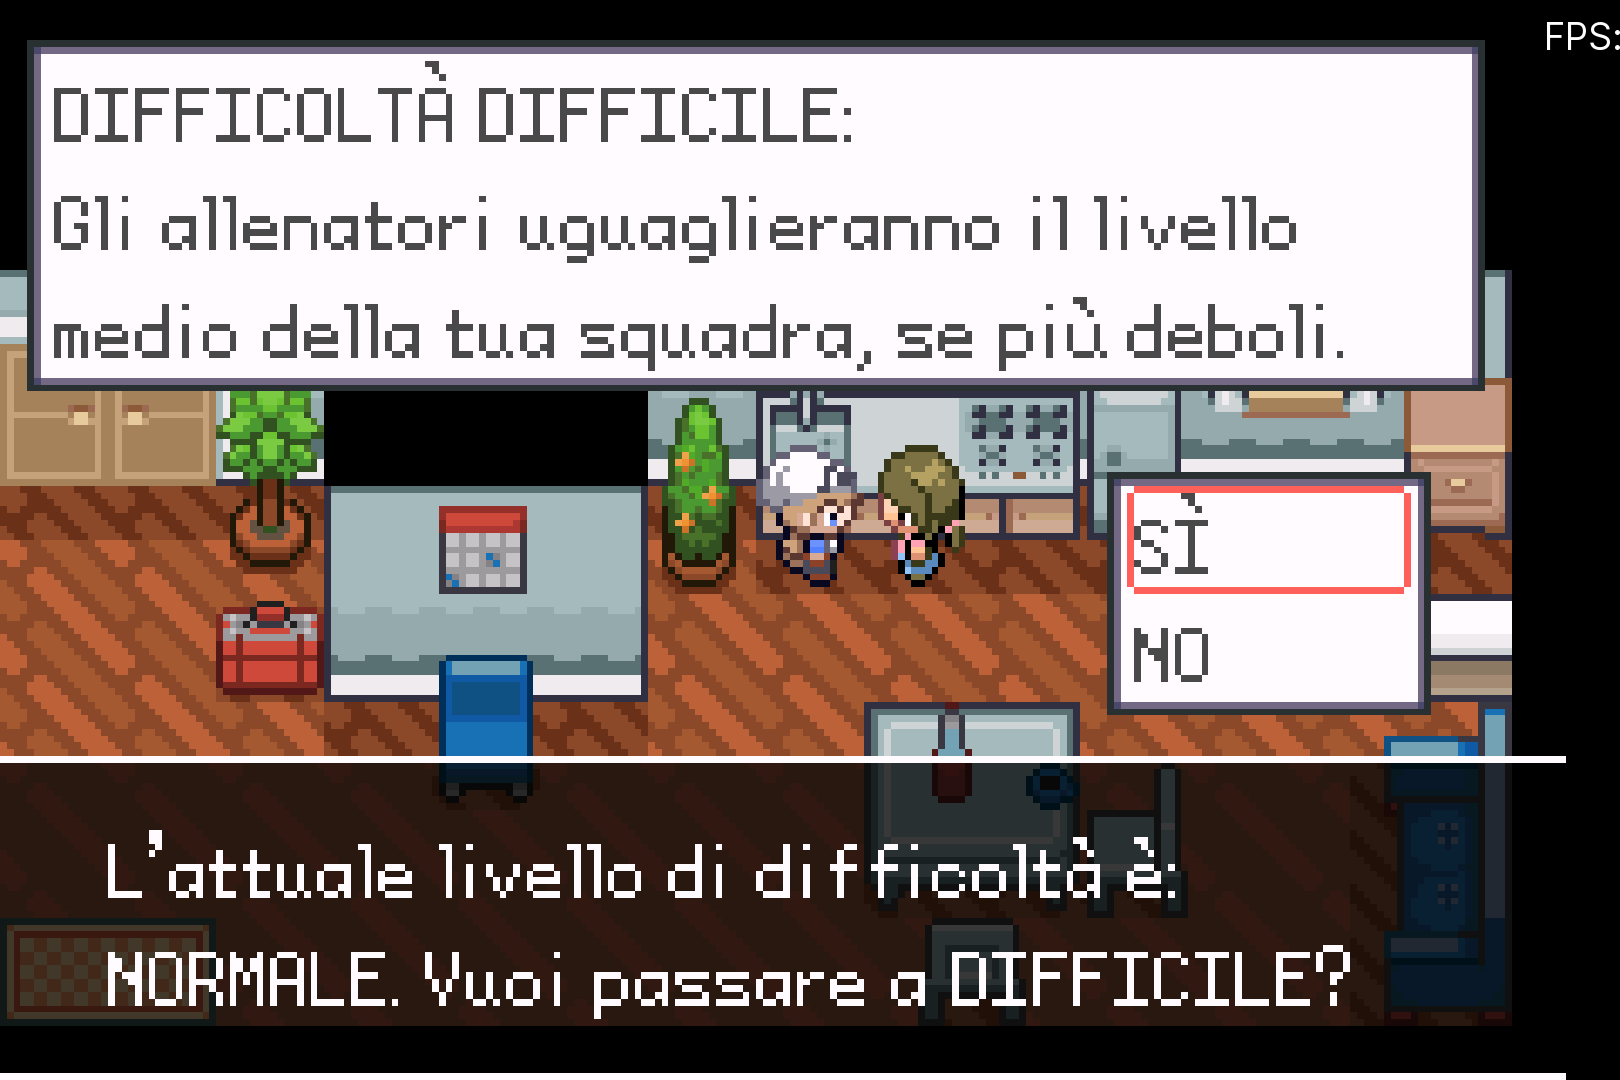 FPS:
DIFFICOLTÀ DIFFICILE:
Gli allenatori uguaglieranno il livello
medio della tua squadra, se più deboli.
SÌ
NO
L'attuale livello di difficoltà è:
NORMALE. Vuoi passare a DIFFICILE?